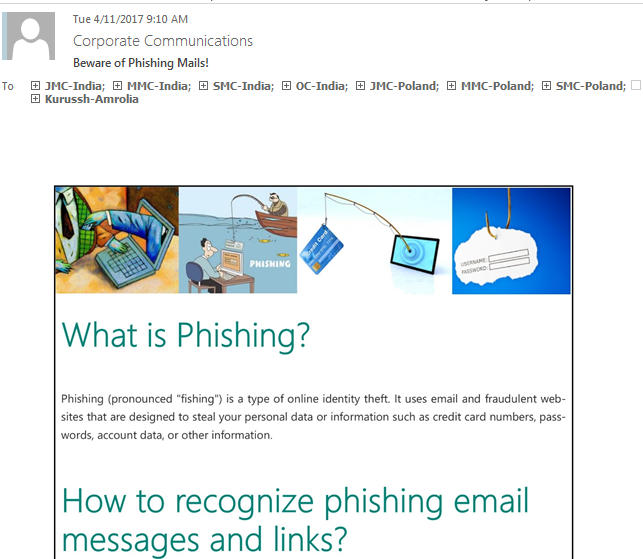 Tue 4/11/2017 9:10 AM
Corporate Communications
Beware of Phishing Mails!
To JMC-India; MMC-India; SMC-India; OC-India; JMC-Poland; MMC-Poland; SMC-Poland;
Kurussh-Amrolia
PHISHING
Credit Card
USERNAME:
PASSWORD:
What is Phishing?
Phishing (pronounced "fishing") is a type of online identity theft. It uses email and fraudulent web-
sites that are designed to steal your personal data or information such as credit card numbers, pass-
words, account data, or other information.
How to recognize phishing email
messages and links?